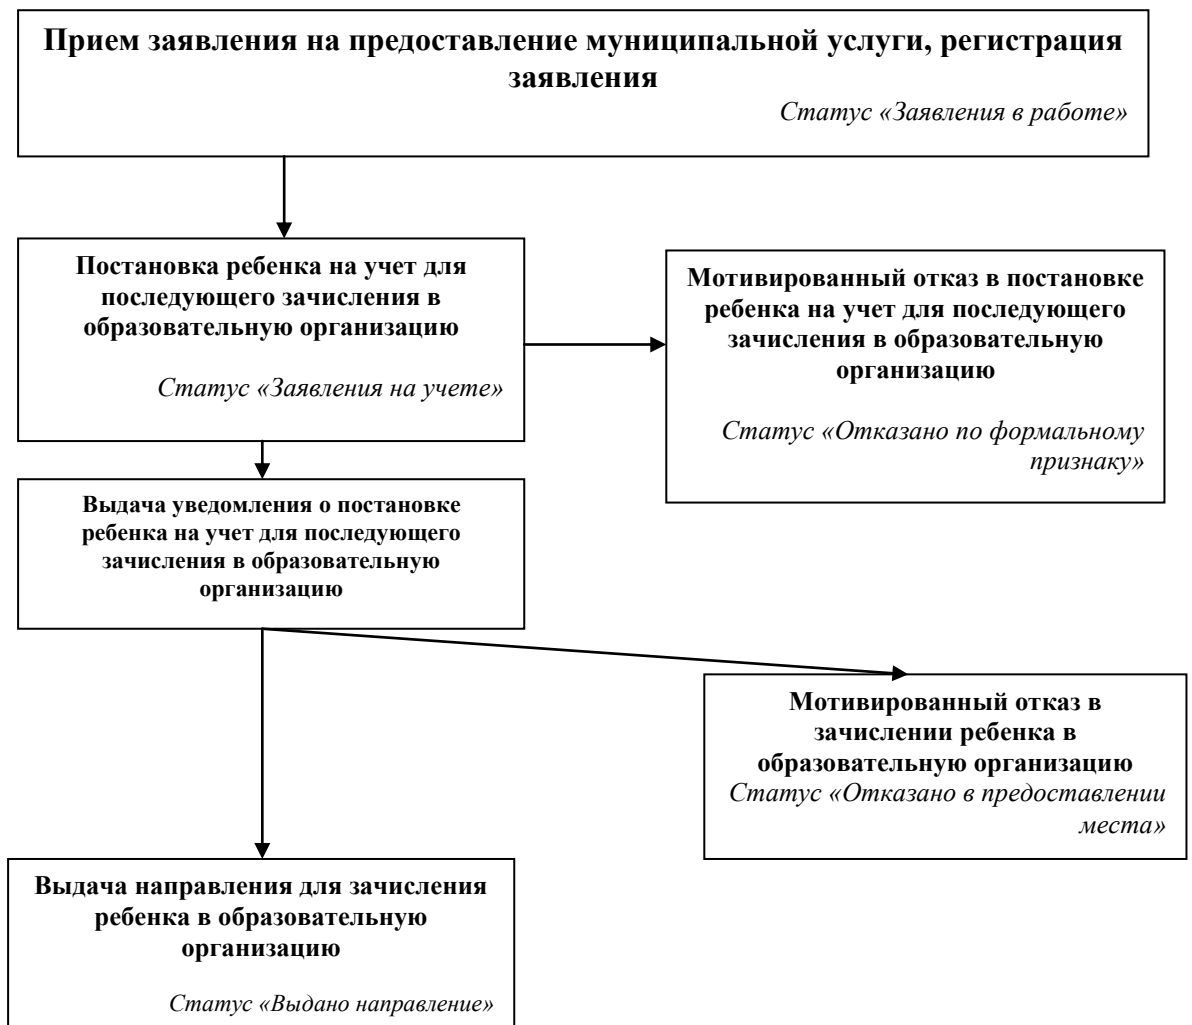 Прием заявления на предоставление муниципальной услуги, регистрация
заявления
Статус «Заявления в работе»
Постановка ребенка на учет для
последующего зачисления в
образовательную организацию
Статус «Заявления на учете»
Мотивированный отказ в постановке
ребенка на учет для последующего
зачисления в образовательную
организацию
Статус «Отказано по формальному
признаку»
Выдача уведомления о постановке
ребенка на учет для последующего
зачисления в образовательную
организацию
Мотивированный отказ в
зачислении ребенка в
образовательную организацию
Статус «Отказано в предоставлении
места»
Выдача направления для зачисления
ребенка в образовательную
организацию
Статус «Выдано направление»